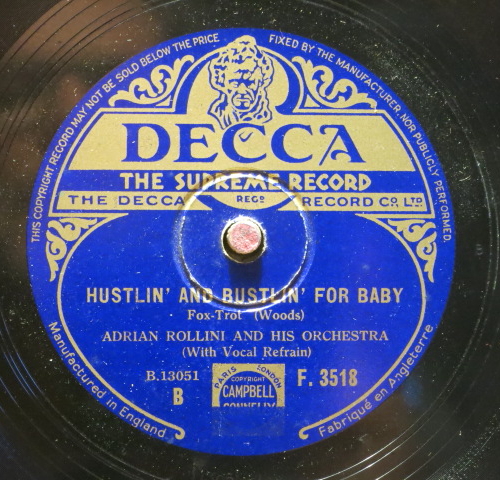 THIS COPYRIGHT RECORD MAY NOT BE SOLD BELOW THE PRICE FIXED BY THE MANUFACTURER, NOR PUBLICLY PERFORMED.
DECCA
THE SUPREME RECORD
THE DECCA REGD RECORD CO. LTD
HUSTLIN' AND BUSTLIN' FOR BABY
Fox-Trot (Woods)
ADRIAN ROLLINI AND HIS ORCHESTRA
(With Vocal Refrain)
B.13051
B
PARIS LONDON
COPYRIGHT
CAMPBELL
CONNELLY
F. 3518
Manufactured in England
Fabriqué en Angleterre